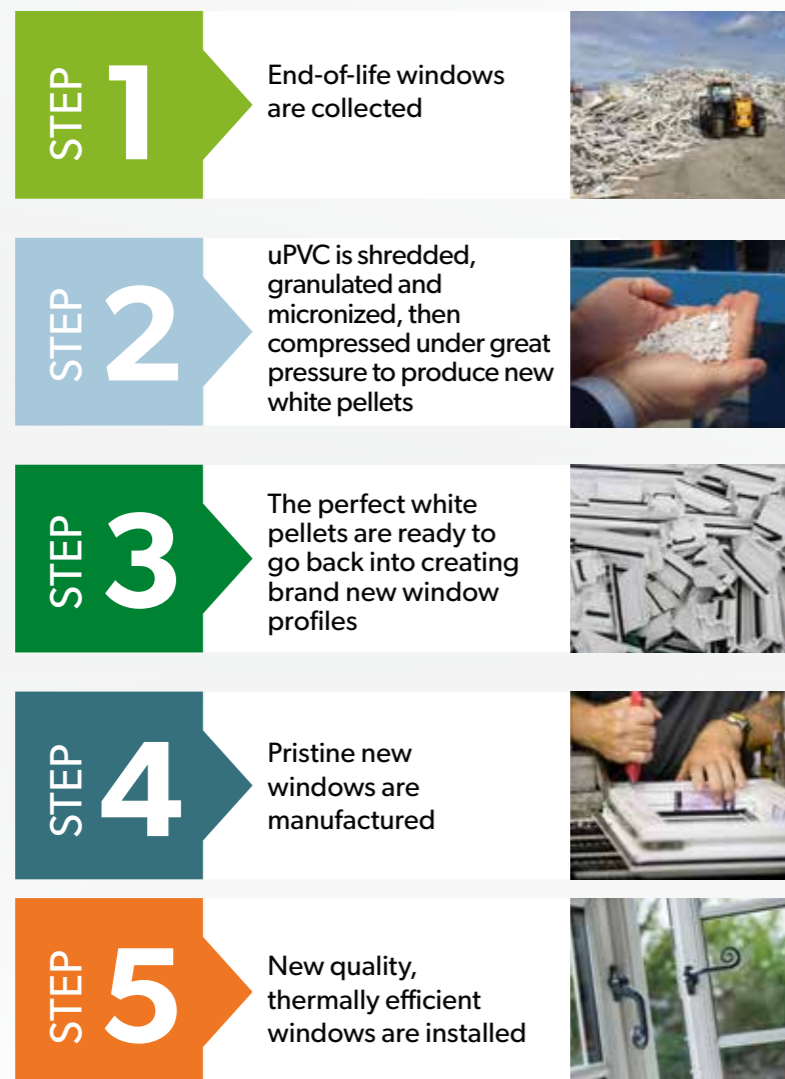 STEP 1
End-of-life windows
are collected
STEP 2
uPVC is shredded,
granulated and
micronized, then
compressed under great
pressure to produce new
white pellets
STEP 3
The perfect white
pellets are ready to
go back into creating
brand new window
profiles
STEP 4
Pristine new
windows are
manufactured
STEP 5
New quality,
thermally efficient
windows are installed